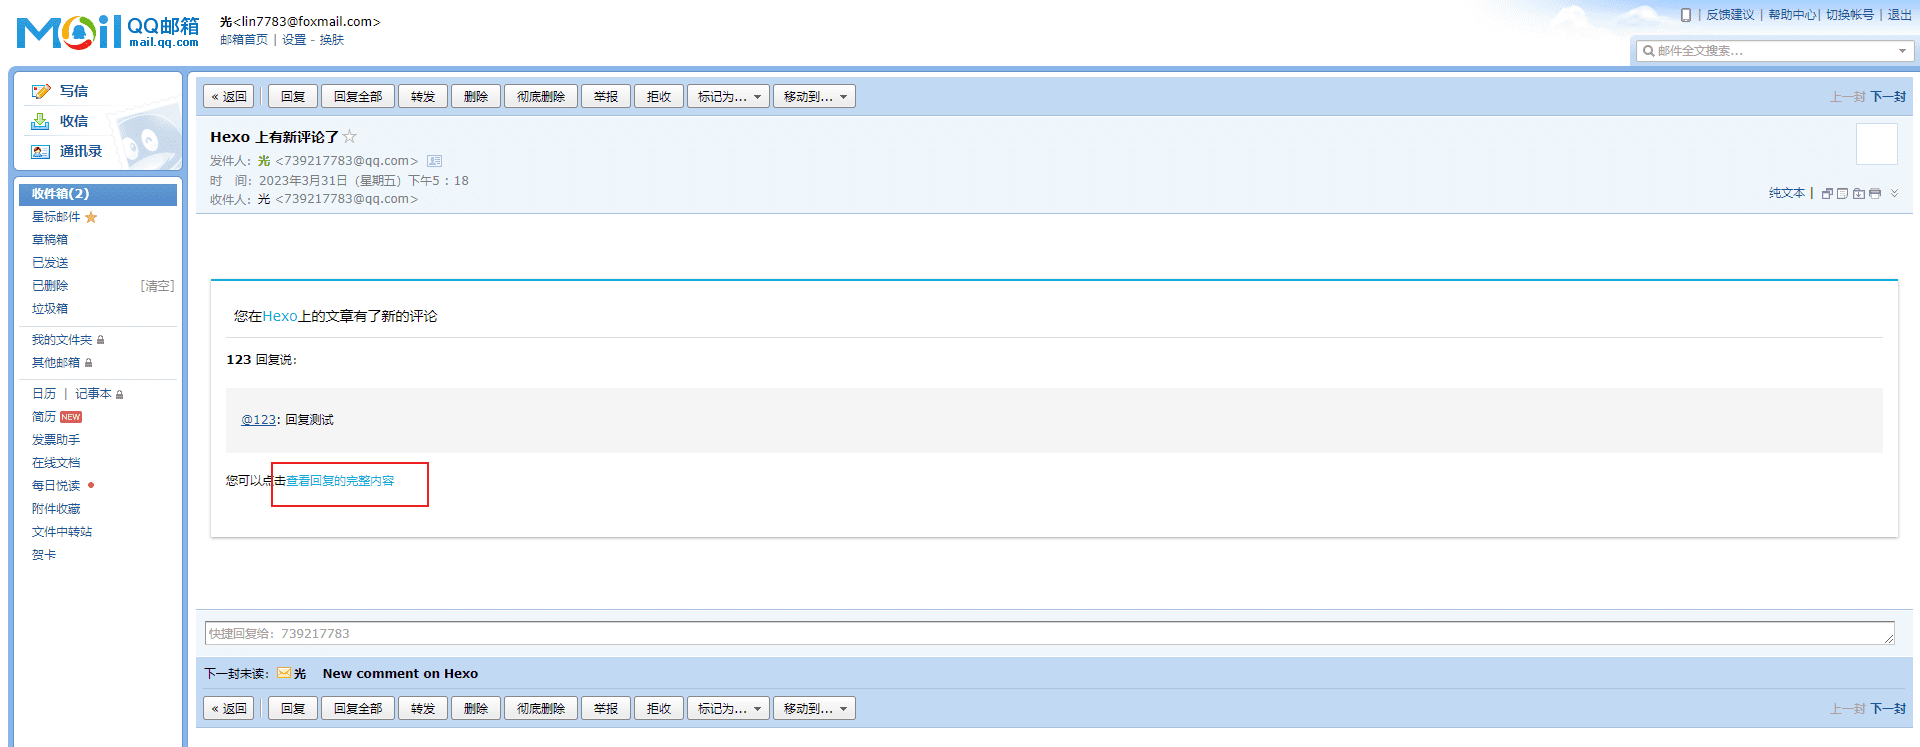 Mail QQ邮箱 mail.qq.com
光<lin7783@foxmail.com>
邮箱首页 | 设置 - 换肤
反馈建议 | 帮助中心 | 切换帐号 | 退出
邮件全文搜索...
写信
收信
通讯录
收件箱(2)
星标邮件
草稿箱
已发送
已删除 [清空]
垃圾箱
我的文件夹
其他邮箱
日历 | 记事本
简历 NEW
发票助手
在线文档
每日悦读
附件收藏
文件中转站
贺卡
« 返回 回复 回复全部 转发 删除 彻底删除 举报 拒收 标记为... 移动到... 上一封 下一封
Hexo 上有新评论了☆
发件人: 光 <739217783@qq.com>
时 间: 2023年3月31日 (星期五) 下午5:18
收件人: 光 <739217783@qq.com>
纯文本 |
您在Hexo上的文章有了新的评论
123 回复说:
@123: 回复测试
您可以点击查看回复的完整内容
快捷回复给: 739217783
下一封未读: 光 New comment on Hexo
« 返回 回复 回复全部 转发 删除 彻底删除 举报 拒收 标记为... 移动到... 上一封 下一封